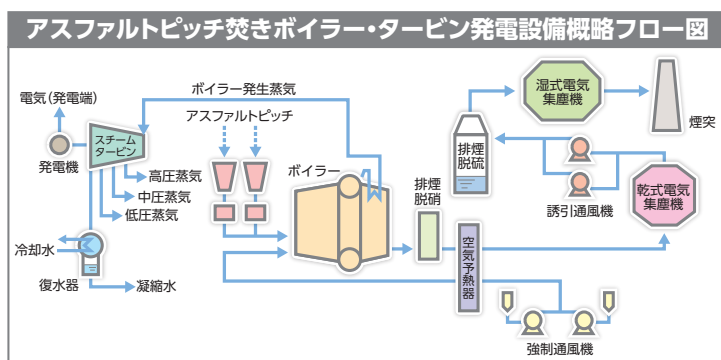 アスファルトピッチ焚きボイラー・タービン発電設備概略フロー図
電気(発電端)
ボイラー発生蒸気
アスファルトピッチ
湿式電気
集塵機
煙突
発電機
スチーム
タービン
高圧蒸気
中圧蒸気
低圧蒸気
ボイラー
排煙
脱硝
排煙
脱硫
誘引通風機
乾式電気
集塵機
冷却水
復水器
凝縮水
空気予熱器
強制通風機